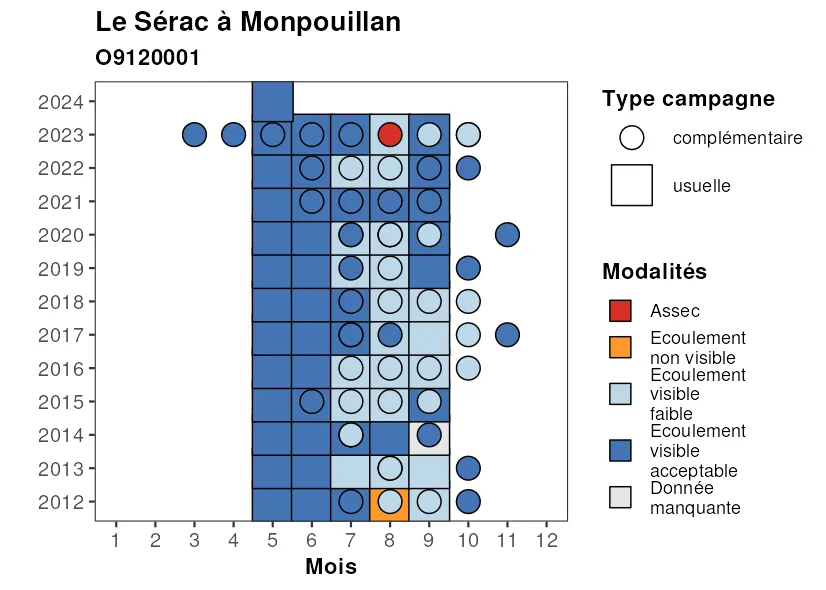 Le Sérac à Monpouillan
O9120001
2024
2023
2022
2021
2020
2019
2018
2017
2016
2015
2014
2013
2012
1 2 3 4 5 6 7 8 9 10 11 12
Mois
Type campagne
complémentaire
usuelle
Modalités
Assec
Ecoulement
non visible
Ecoulement
visible
faible
Ecoulement
visible
acceptable
Donnée
manquante